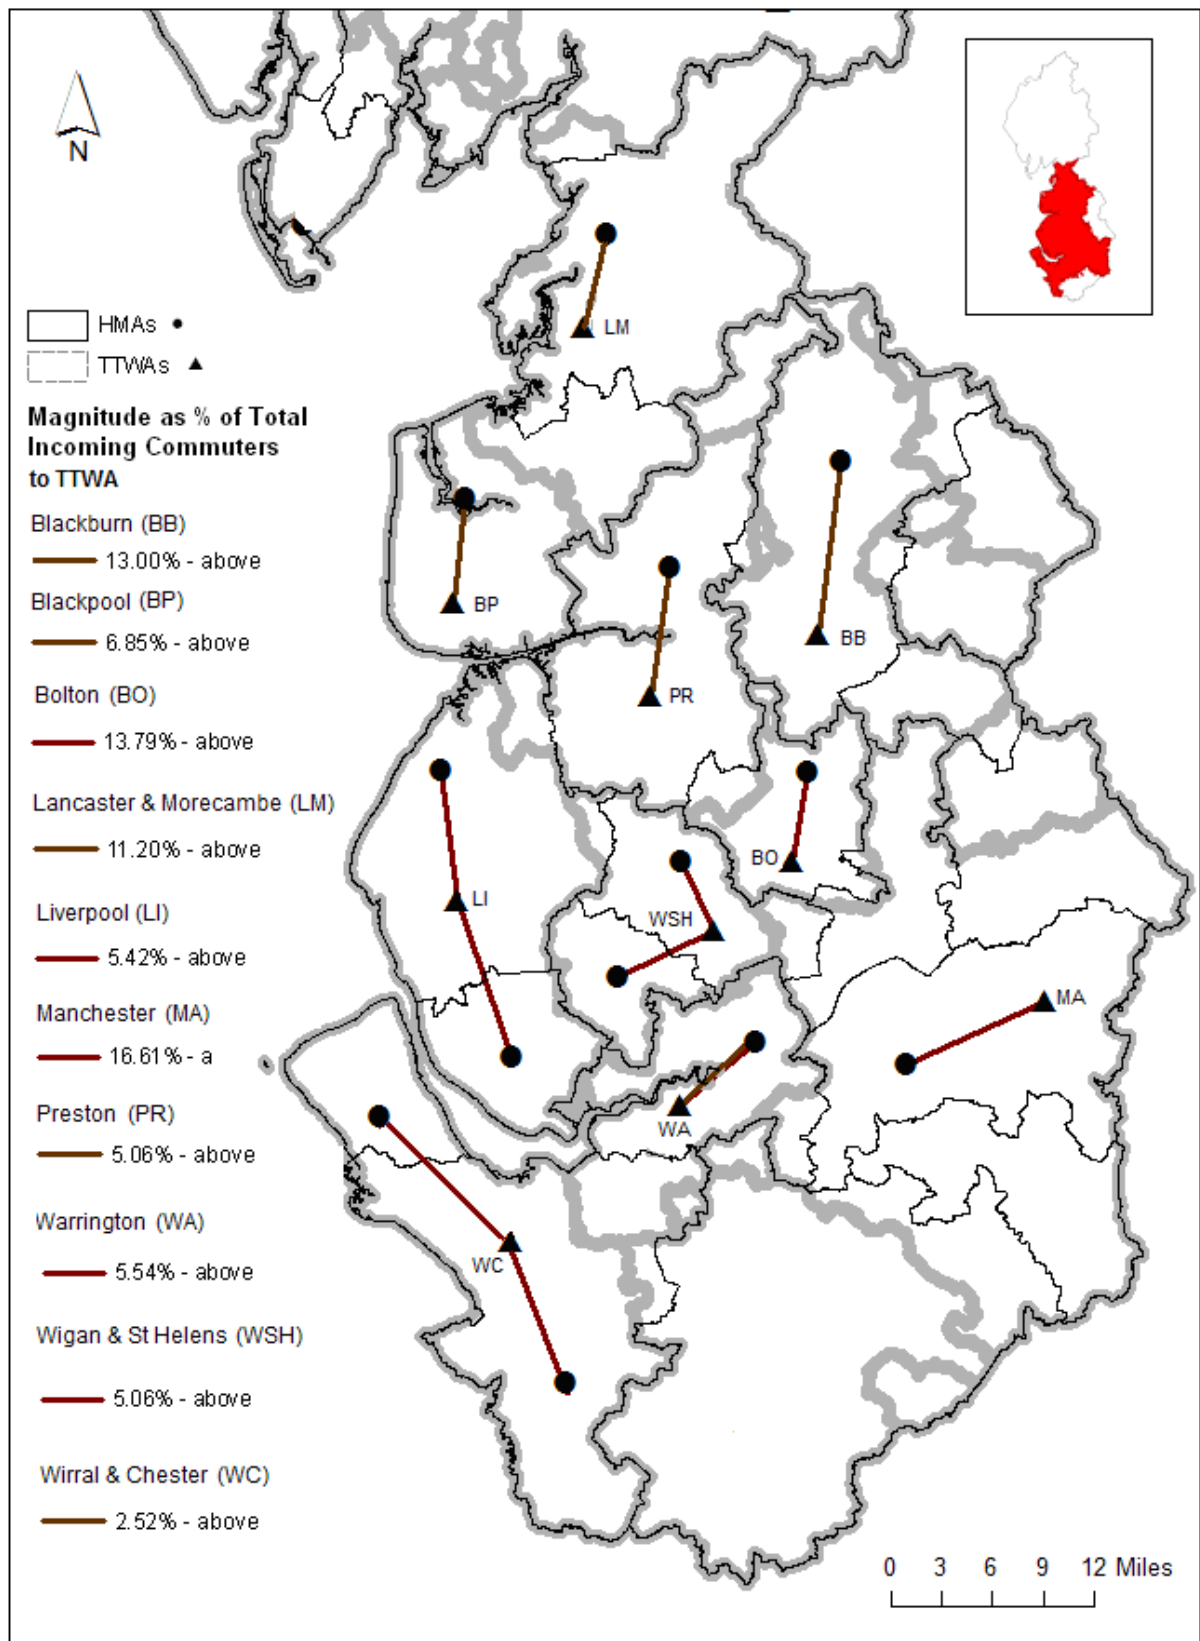 N
HMAs
TTWAs
Magnitude as % of Total
Incoming Commuters
to TTWA
Blackburn (BB)
13.00% - above
Blackpool (BP)
6.85% - above
Bolton (BO)
13.79% - above
Lancaster & Morecambe (LM)
11.20% - above
Liverpool (LI)
5.42% - above
Manchester (MA)
16.61% - a
Preston (PR)
5.06% - above
Warrington (WA)
5.54% - above
Wigan & St Helens (WSH)
5.06% - above
Wirral & Chester (WC)
2.52% - above
LM
BP
BB
PR
BO
LI
WSH
MA
WA
WC
0 3 6 9 12 Miles